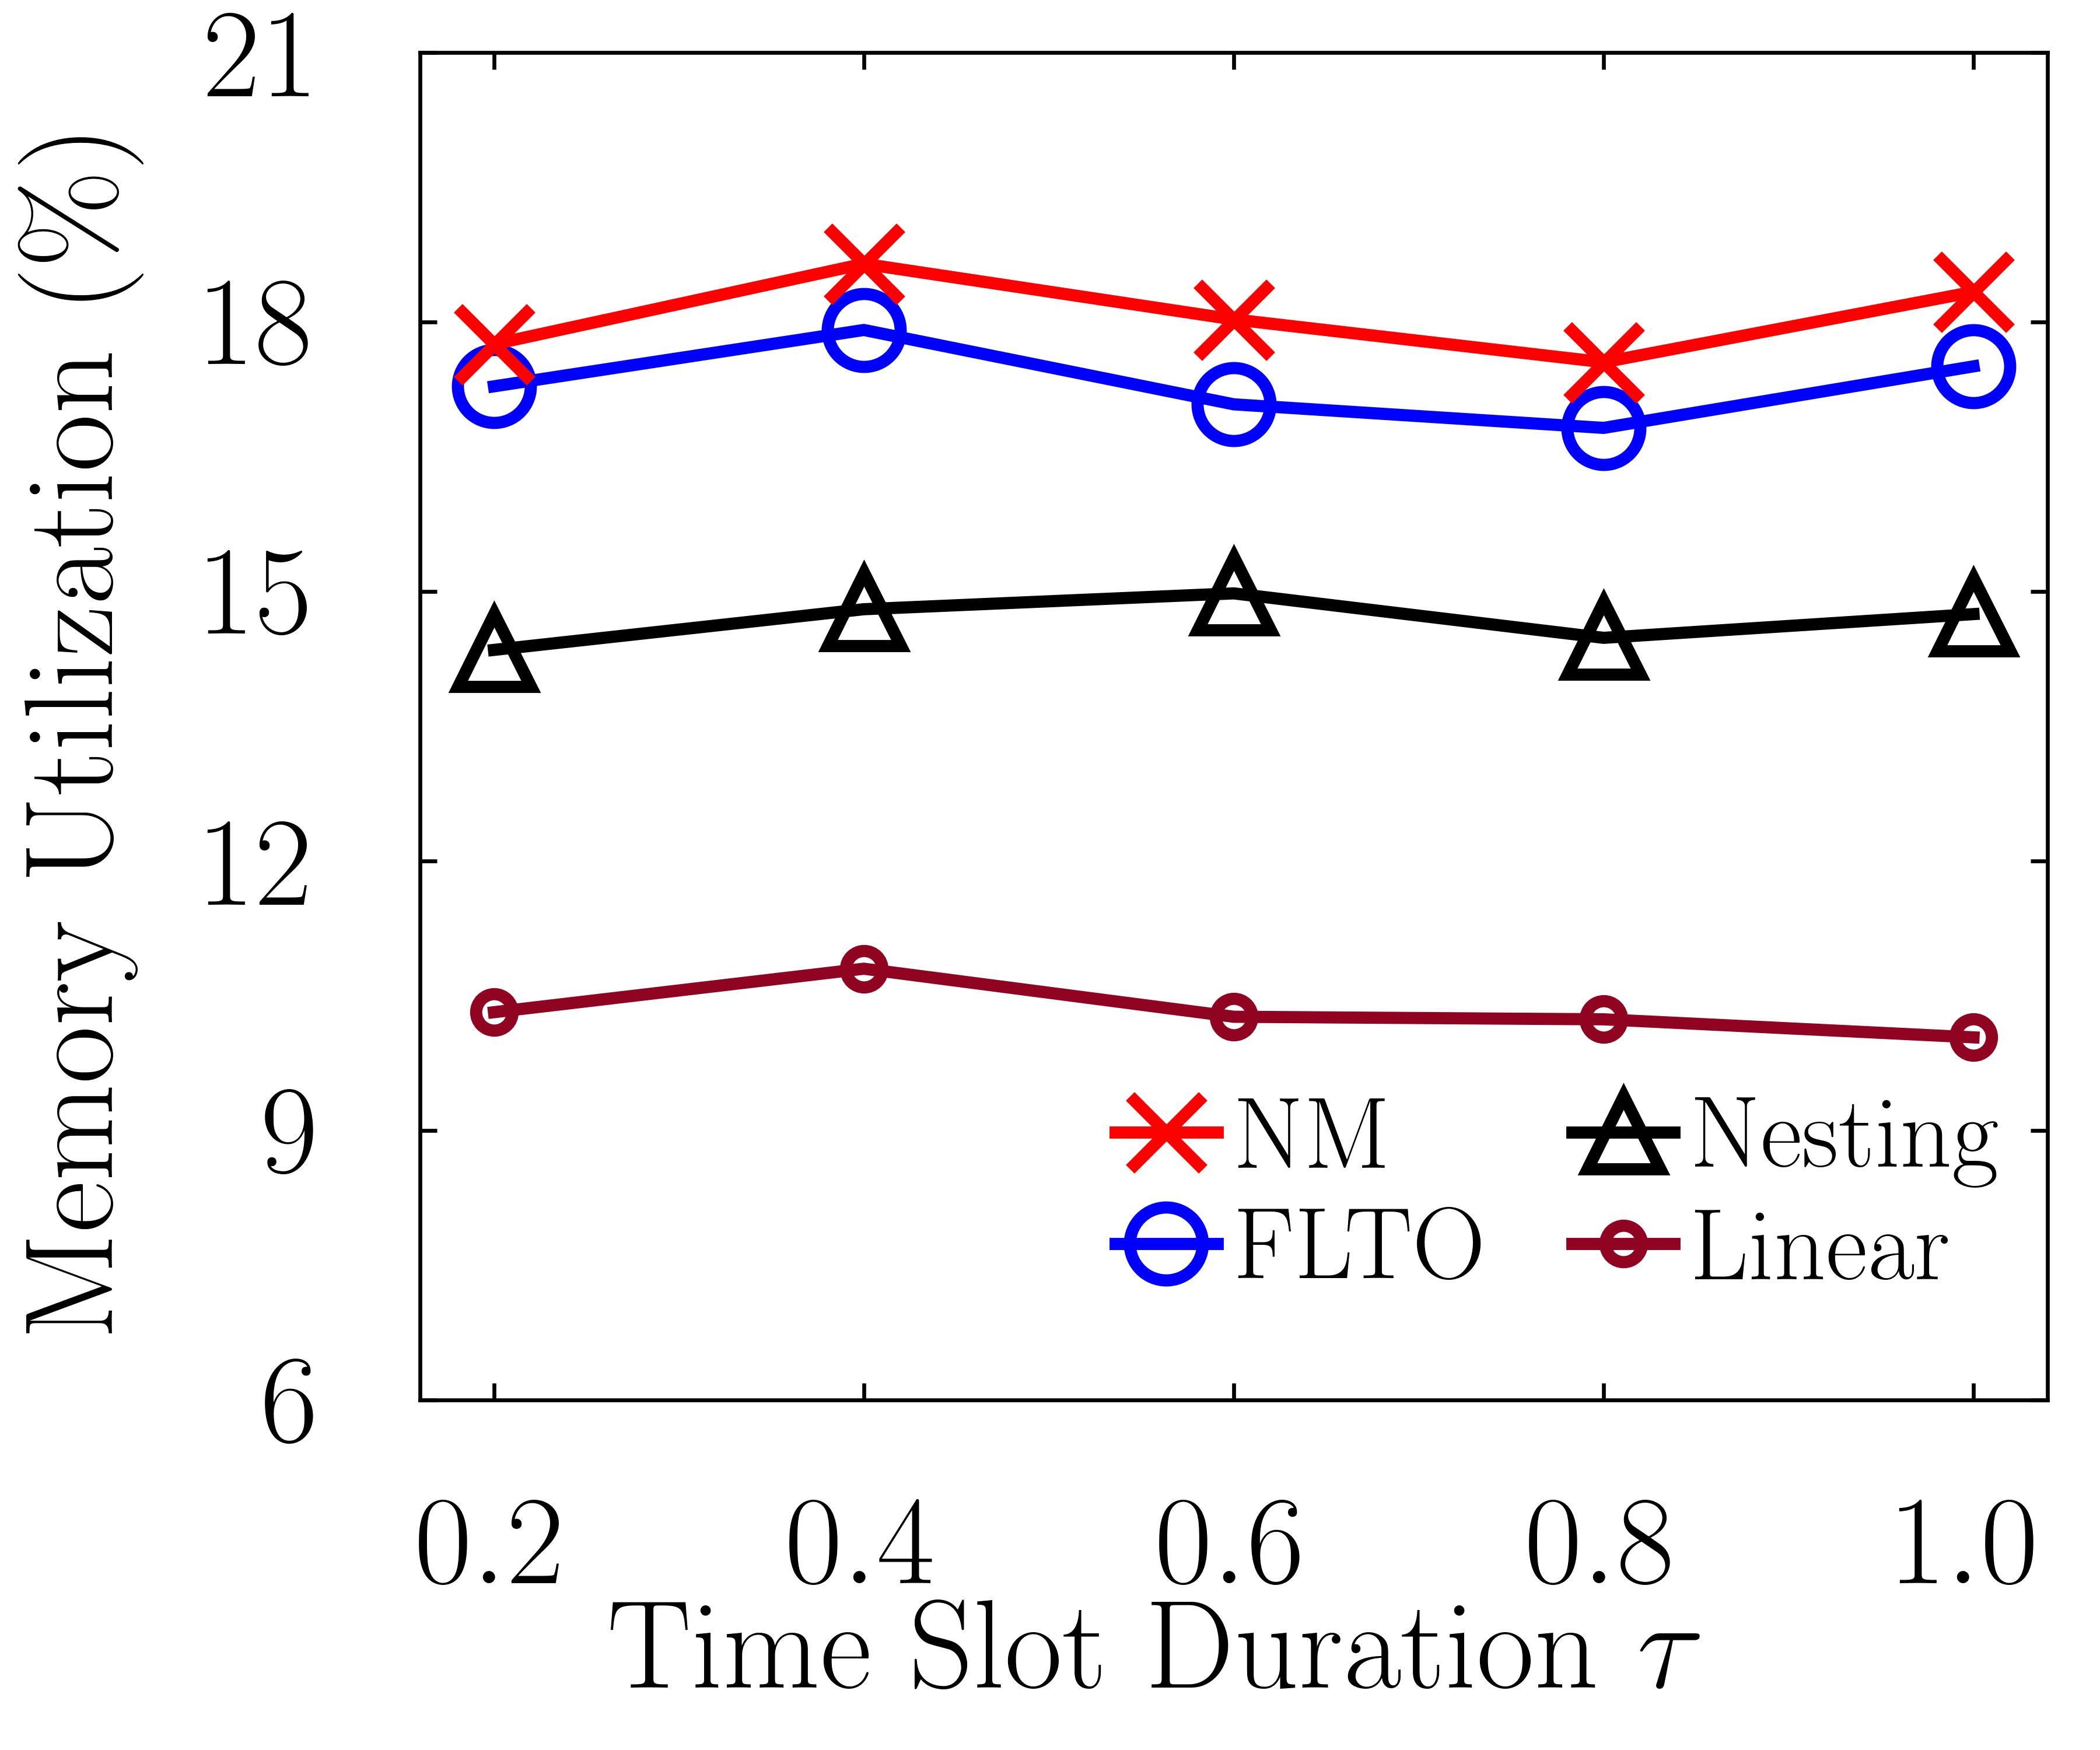 Memory Utilization (%)
21
18
15
12
9
6
NM
Nesting
FLTO
Linear
0.2 0.4 0.6 0.8 1.0
Time Slot Duration τ